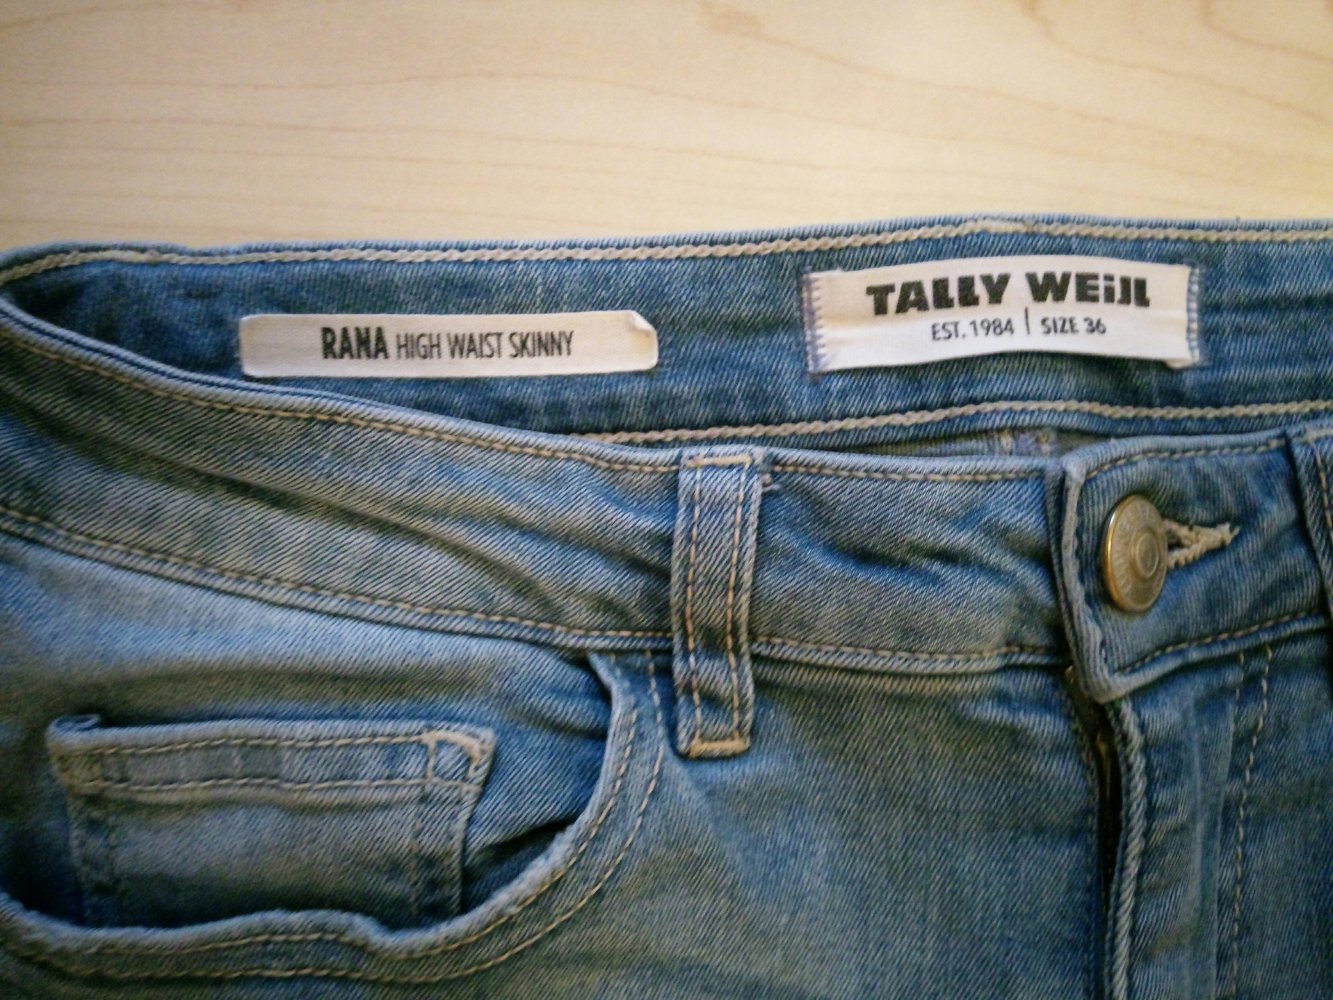 RANA HIGH WAIST SKINNY
TALLY WEiJL
EST. 1984 | SIZE 36